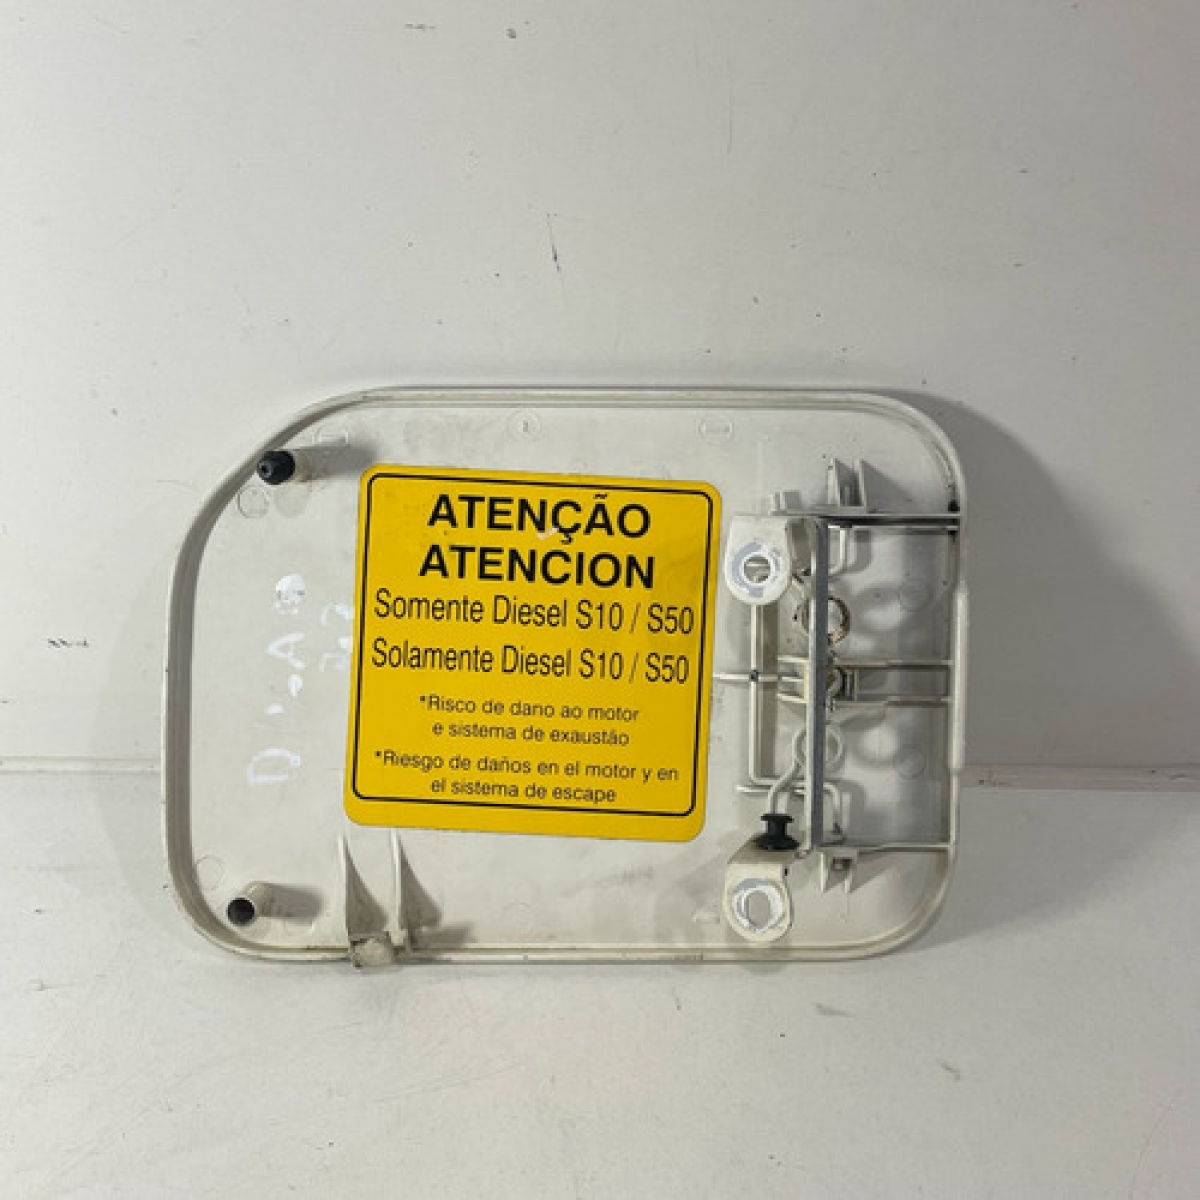 ATENÇÃO
ATENCION
Somente Diesel S10 / S50
Solamente Diesel S10 / S50
*Risco de dano ao motor
e sistema de exaustão
*Riesgo de daños en el motor y en
el sistema de escape